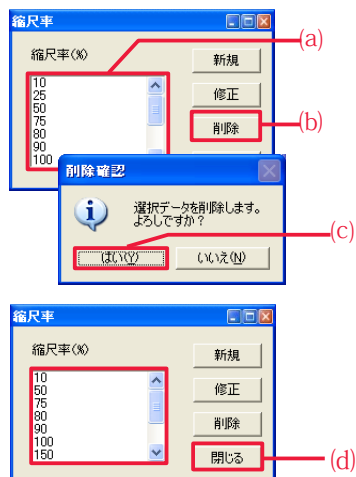 縮尺率
(a)
縮尺率(%)
新規
10
25
50
75
80
90
100
修正
削除
(b)
削除確認
選択データを削除します。
よろしですか？
(c)
はい(Y)
いいえ(N)
縮尺率
縮尺率(%)
新規
10
50
75
80
90
100
150
修正
削除
閉じる
(d)